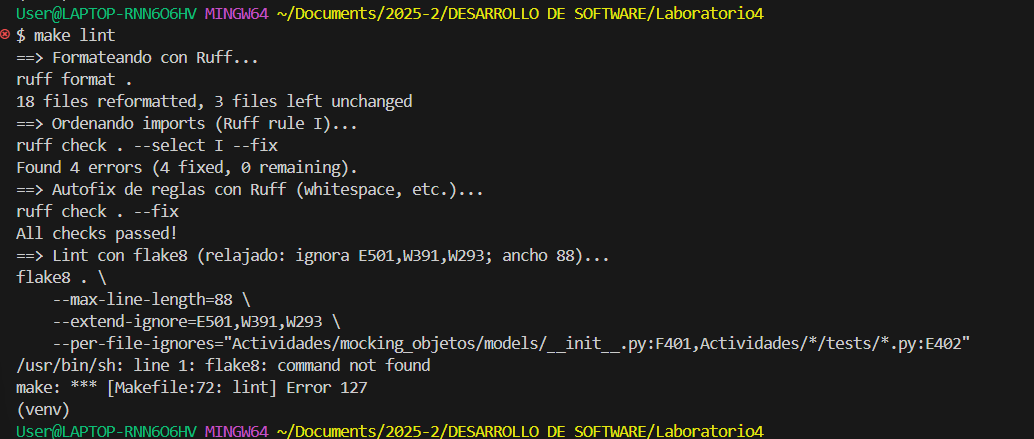 User@LAPTOP-RNN6O6HV MINGW64 ~/Documents/2025-2/DESARROLLO DE SOFTWARE/Laboratorio4
$ make lint
==> Formateando con Ruff...
ruff format .
18 files reformatted, 3 files left unchanged
==> Ordenando imports (Ruff rule I)...
ruff check . --select I --fix
Found 4 errors (4 fixed, 0 remaining).
==> Autofix de reglas con Ruff (whitespace, etc.)...
ruff check . --fix
All checks passed!
==> Lint con flake8 (relajado: ignora E501,W391,W293; ancho 88)...
flake8 . \
    --max-line-length=88 \
    --extend-ignore=E501,W391,W293 \
    --per-file-ignores="Actividades/mocking_objetos/models/__init__.py:F401,Actividades/*/tests/*.py:E402"
/usr/bin/sh: line 1: flake8: command not found
make: *** [Makefile:72: lint] Error 127
(venv)
User@LAPTOP-RNN6O6HV MINGW64 ~/Documents/2025-2/DESARROLLO DE SOFTWARE/Laboratorio4